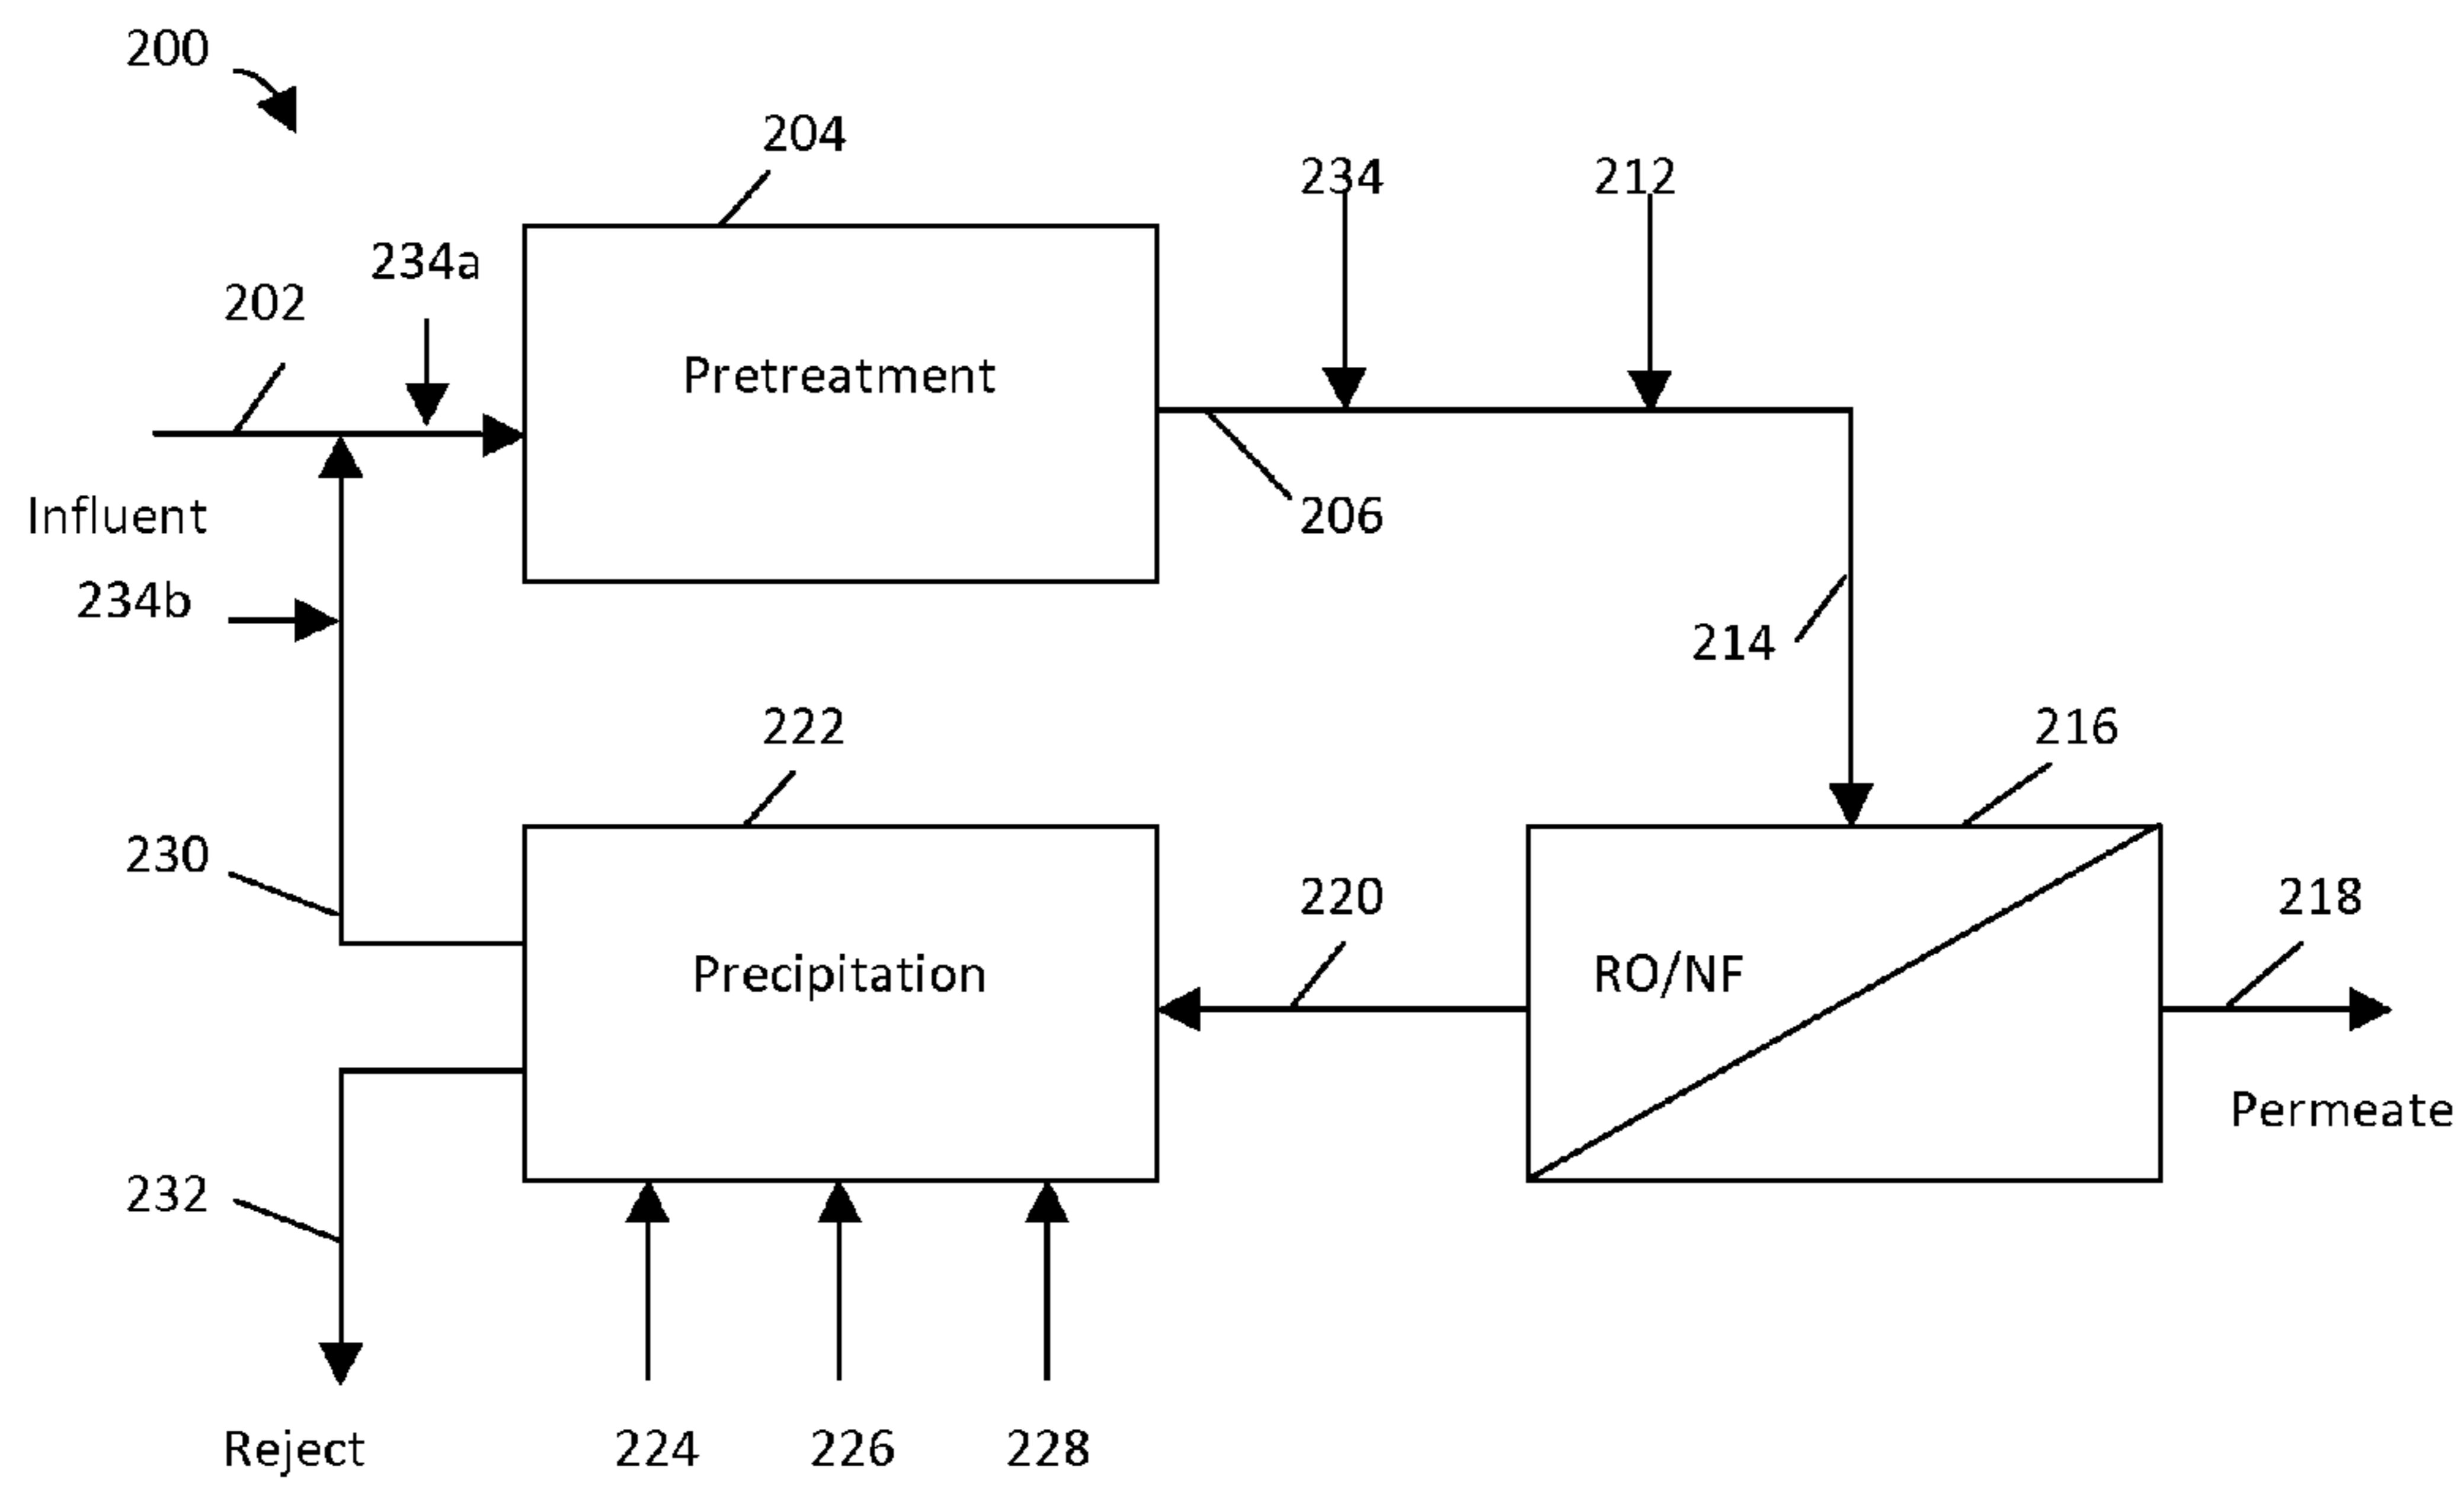 200
204
234
212
234a
202
Pretreatment
206
Influent
234b
214
222
216
230
220
218
Precipitation
RO/NF
Permeate
232
Reject
224
226
228